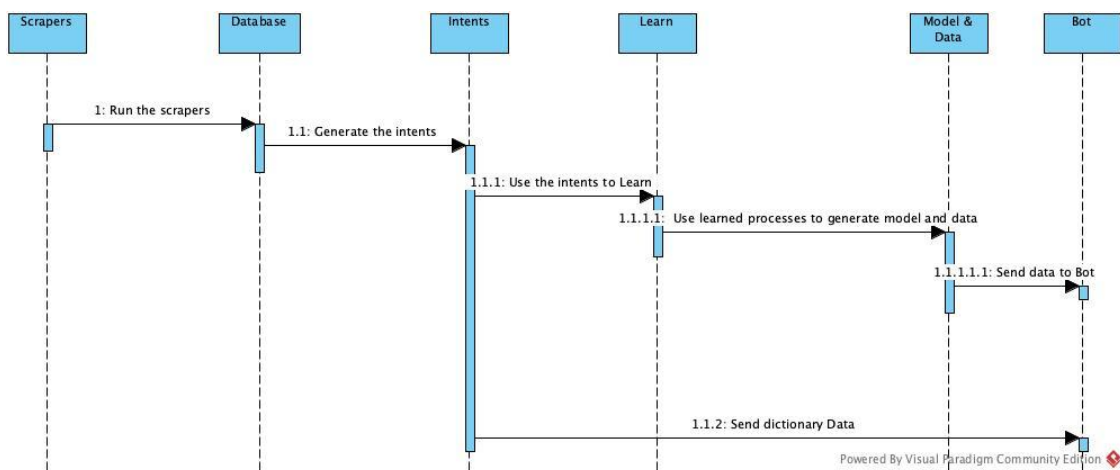 Scrapers
Database
Intents
Learn
Model &
Data
Bot
1: Run the scrapers
1.1: Generate the intents
1.1.1: Use the intents to Learn
1.1.1.1: Use learned processes to generate model and data
1.1.1.1.1: Send data to Bot
1.1.2: Send dictionary Data
Powered By Visual Paradigm Community Edition